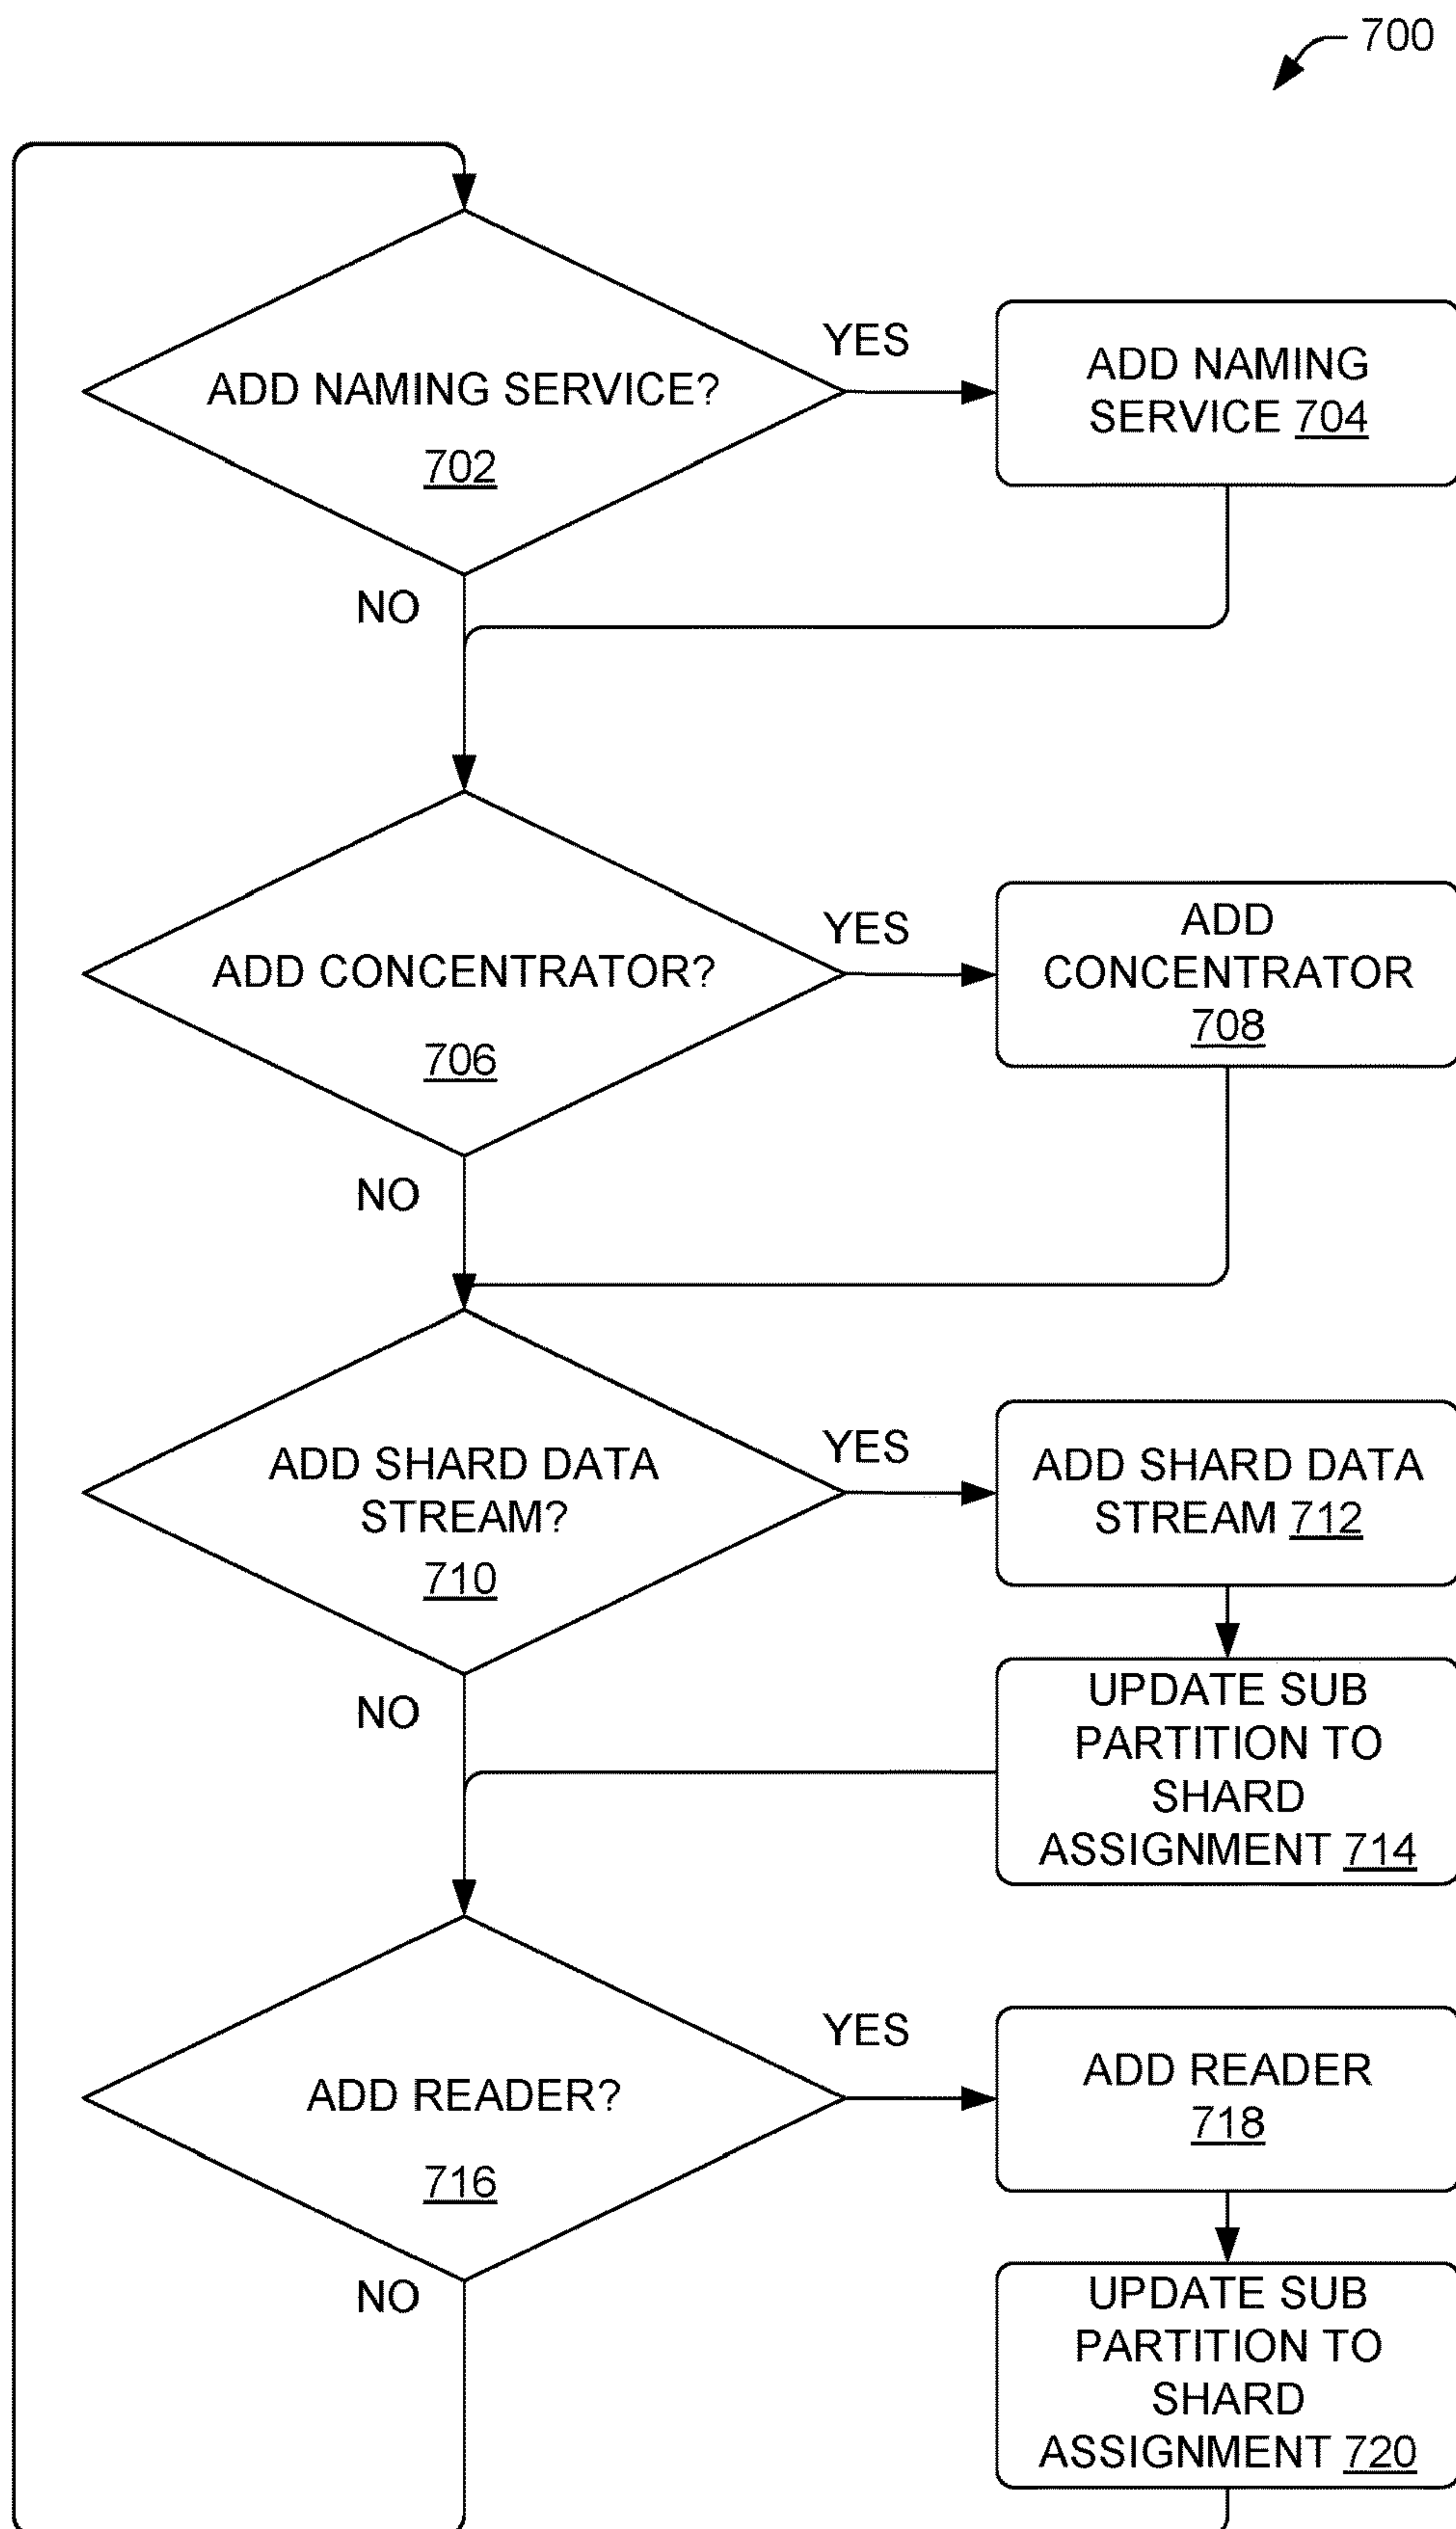 700
ADD NAMING SERVICE?
702
YES
NO
ADD NAMING
SERVICE 704
ADD CONCENTRATOR?
706
YES
NO
ADD
CONCENTRATOR
708
ADD SHARD DATA
STREAM?
710
YES
NO
ADD SHARD DATA
STREAM 712
UPDATE SUB
PARTITION TO
SHARD
ASSIGNMENT 714
ADD READER?
716
YES
NO
ADD READER
718
UPDATE SUB
PARTITION TO
SHARD
ASSIGNMENT 720